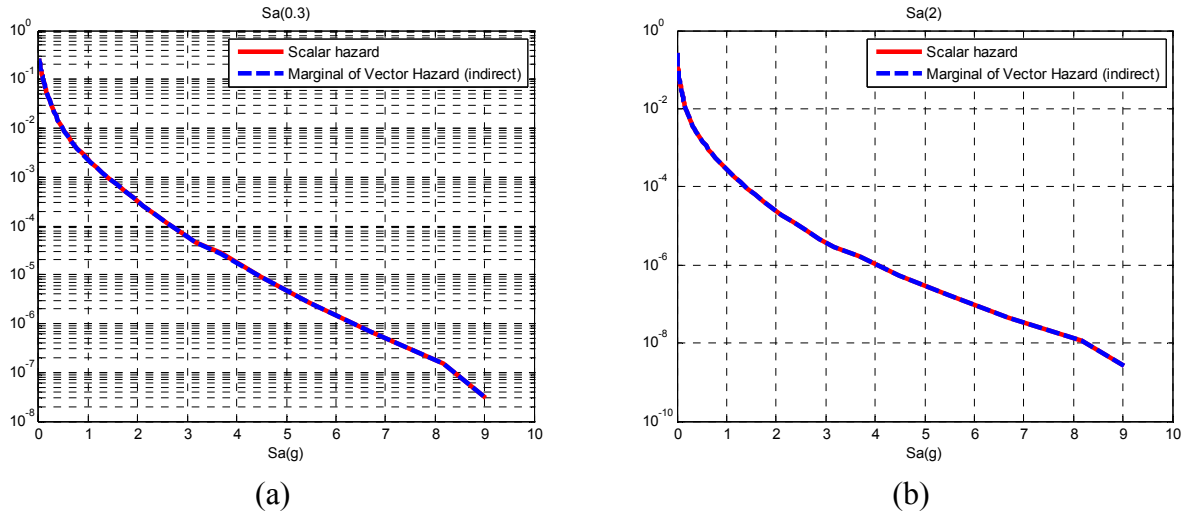 Sa(0.3)
10^0
10^-1
10^-2
10^-3
10^-4
10^-5
10^-6
10^-7
10^-8
Scalar hazard
Marginal of Vector Hazard (indirect)
0 1 2 3 4 5 6 7 8 9 10
Sa(g)
(a)
Sa(2)
10^0
10^-2
10^-4
10^-6
10^-8
10^-10
Scalar hazard
Marginal of Vector Hazard (indirect)
0 1 2 3 4 5 6 7 8 9 10
Sa(g)
(b)